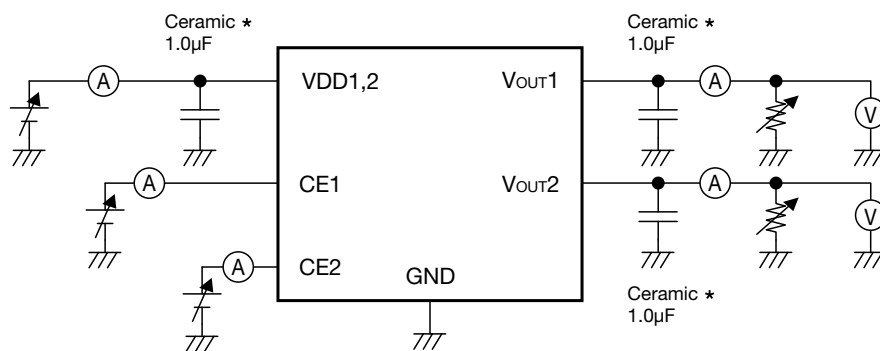 Ceramic *
1.0µF
Ceramic *
1.0µF
A
VDD1,2
VOUT1
A
V
A
CE1
VOUT2
A
V
A
CE2
GND
Ceramic *
1.0µF